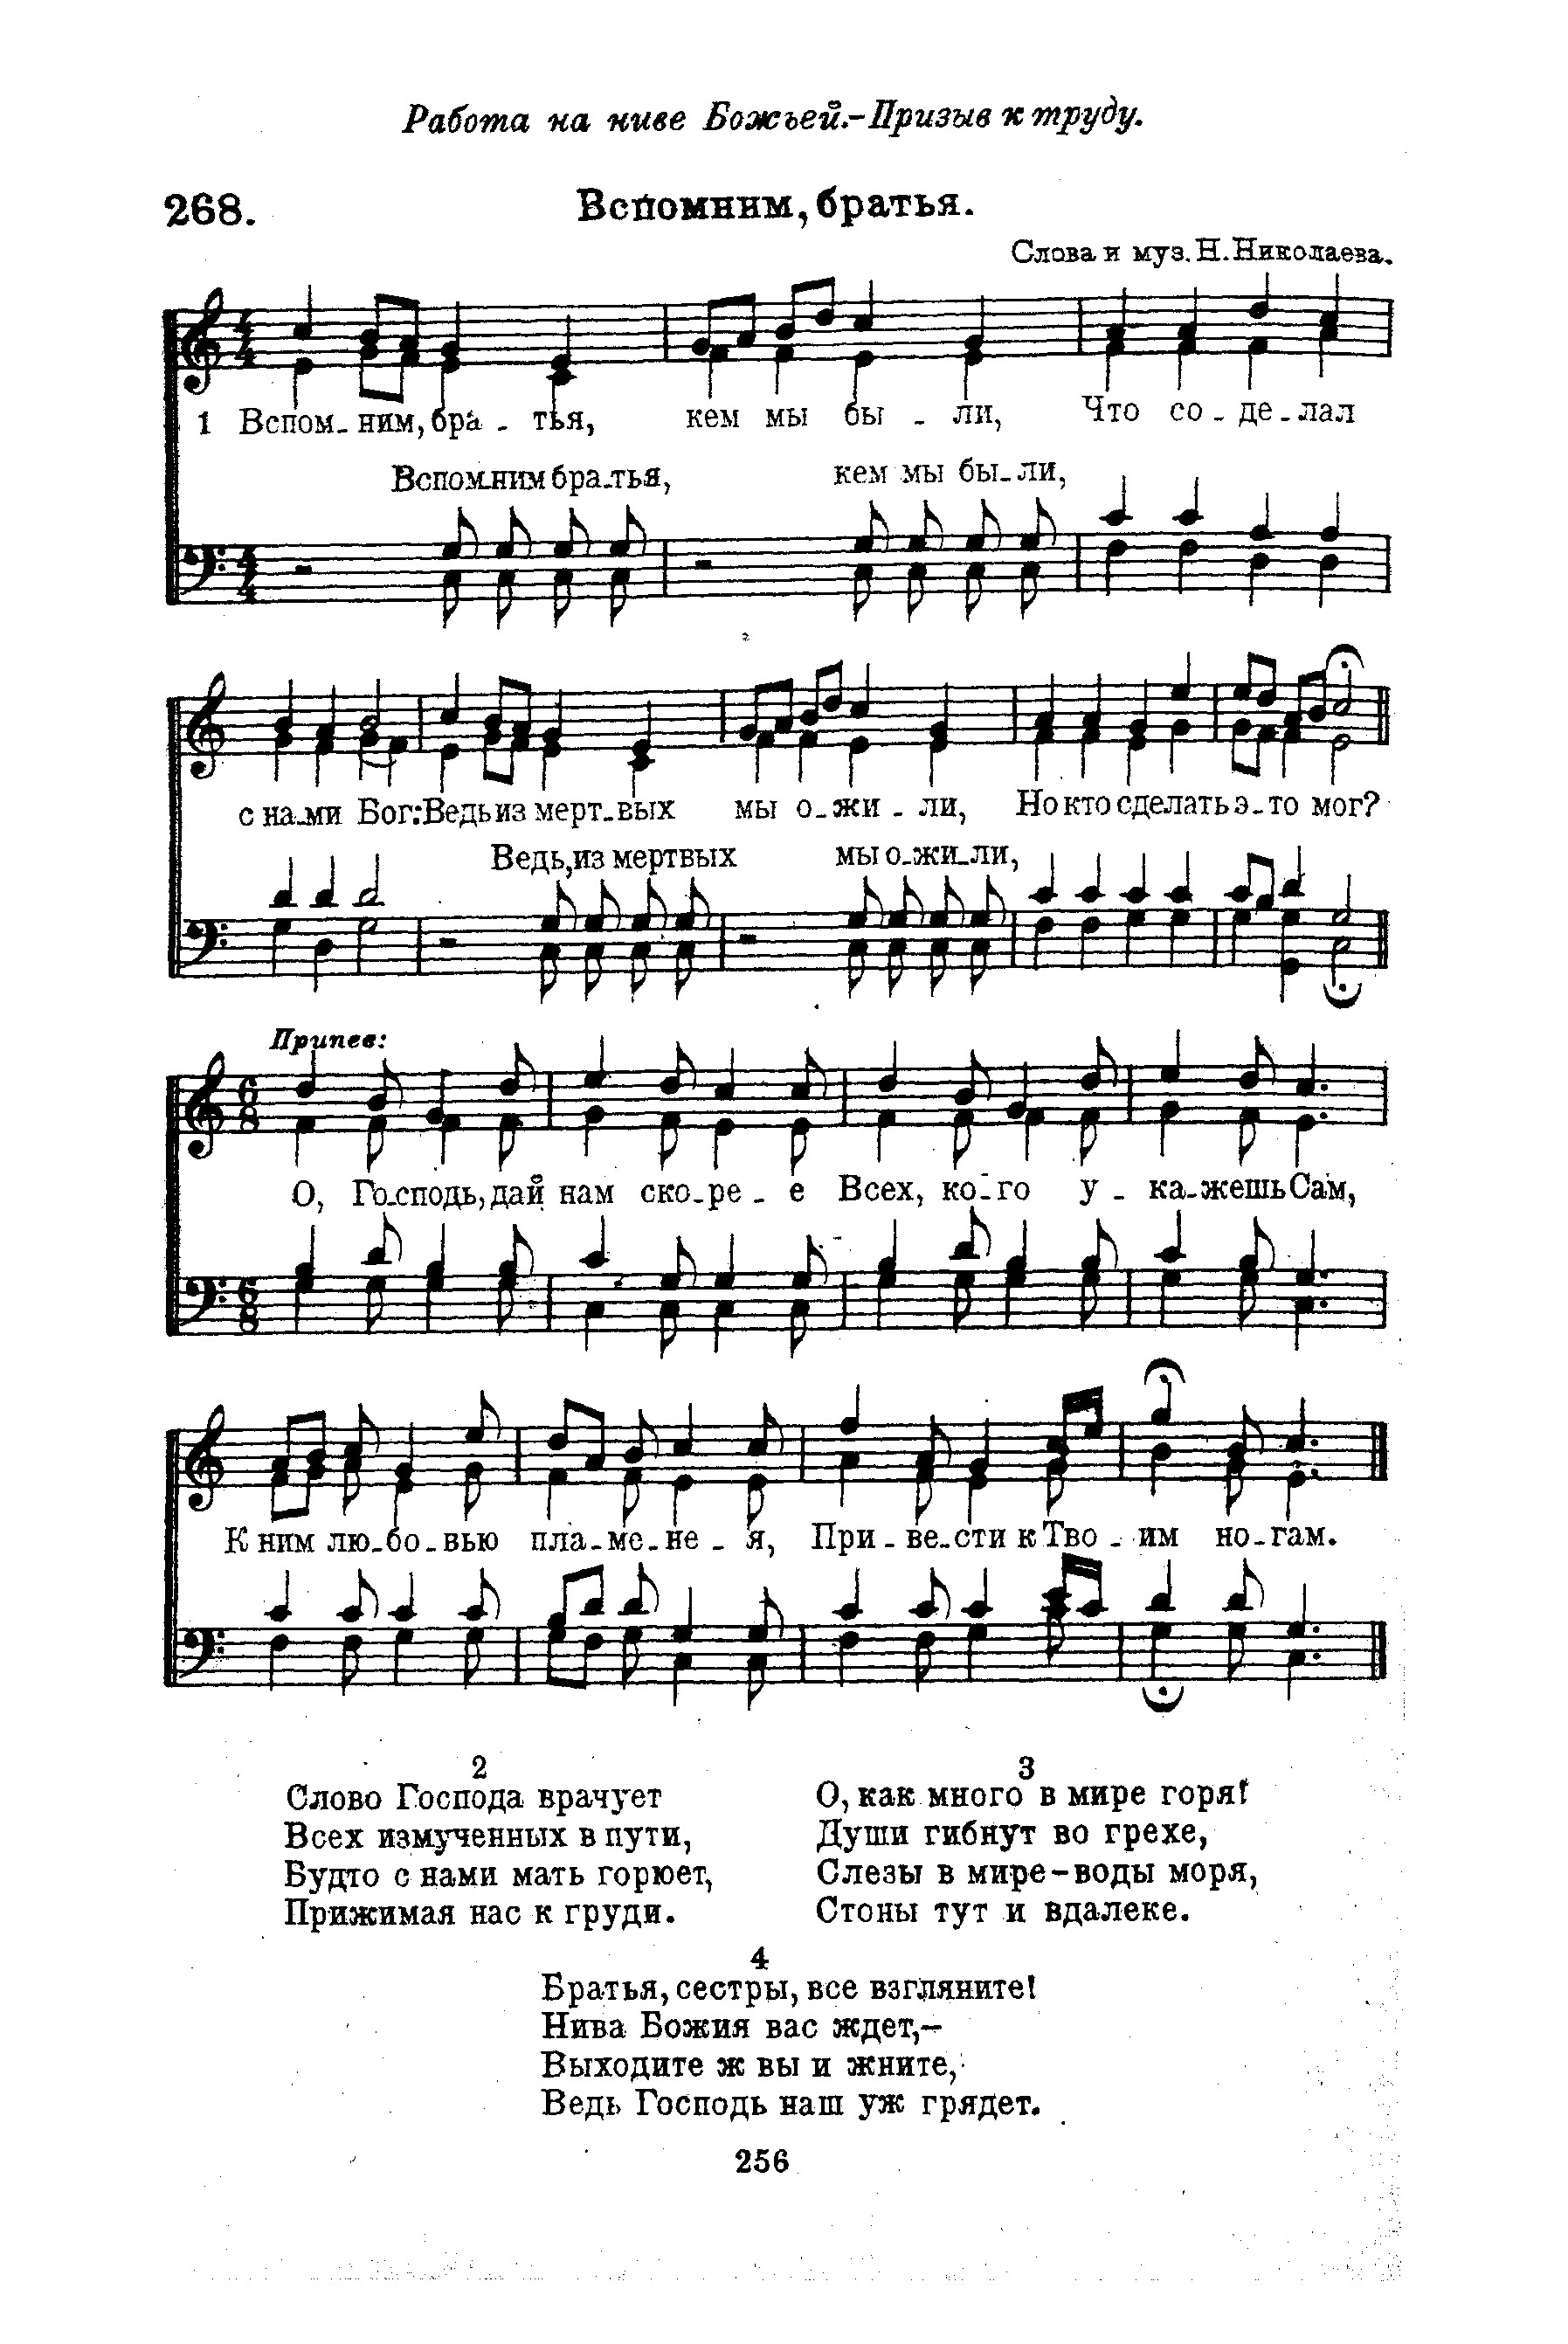 Работа на ниве Божьей.-Призыв к труду.
268.
Вспомним, братья.
Слова и муз. Н. Николаева.
1 Вспом-ним, бра-тья, кем мы бы-ли, Что со-де-лал
Вспом-ним бра-тья, кем мы бы-ли,
с на-ми Бог: Ведь из мерт-вых мы о-жи-ли, Но кто сделать э-то мог?
Ведь, из мертвых мы о-жи-ли,
Припев:
О, Го-сподь, дай нам ско-ре-е Всех, ко-го у-ка-жешь Сам,
К ним лю-бо-вью пла-ме-не-я, При-ве-сти к Тво-им но-гам.
2
Слово Господа врачует
Всех измученных в пути,
Будто с нами мать горюет,
Прижимая нас к груди.
3
О, как много в мире горя!
Души гибнут во грехе,
Слезы в мире-воды моря,
Стоны тут и вдалеке.
4
Братья, сестры, все взгляните!
Нива Божия вас ждет,-
Выходите ж вы и жните,
Ведь Господь наш уж грядет.
256